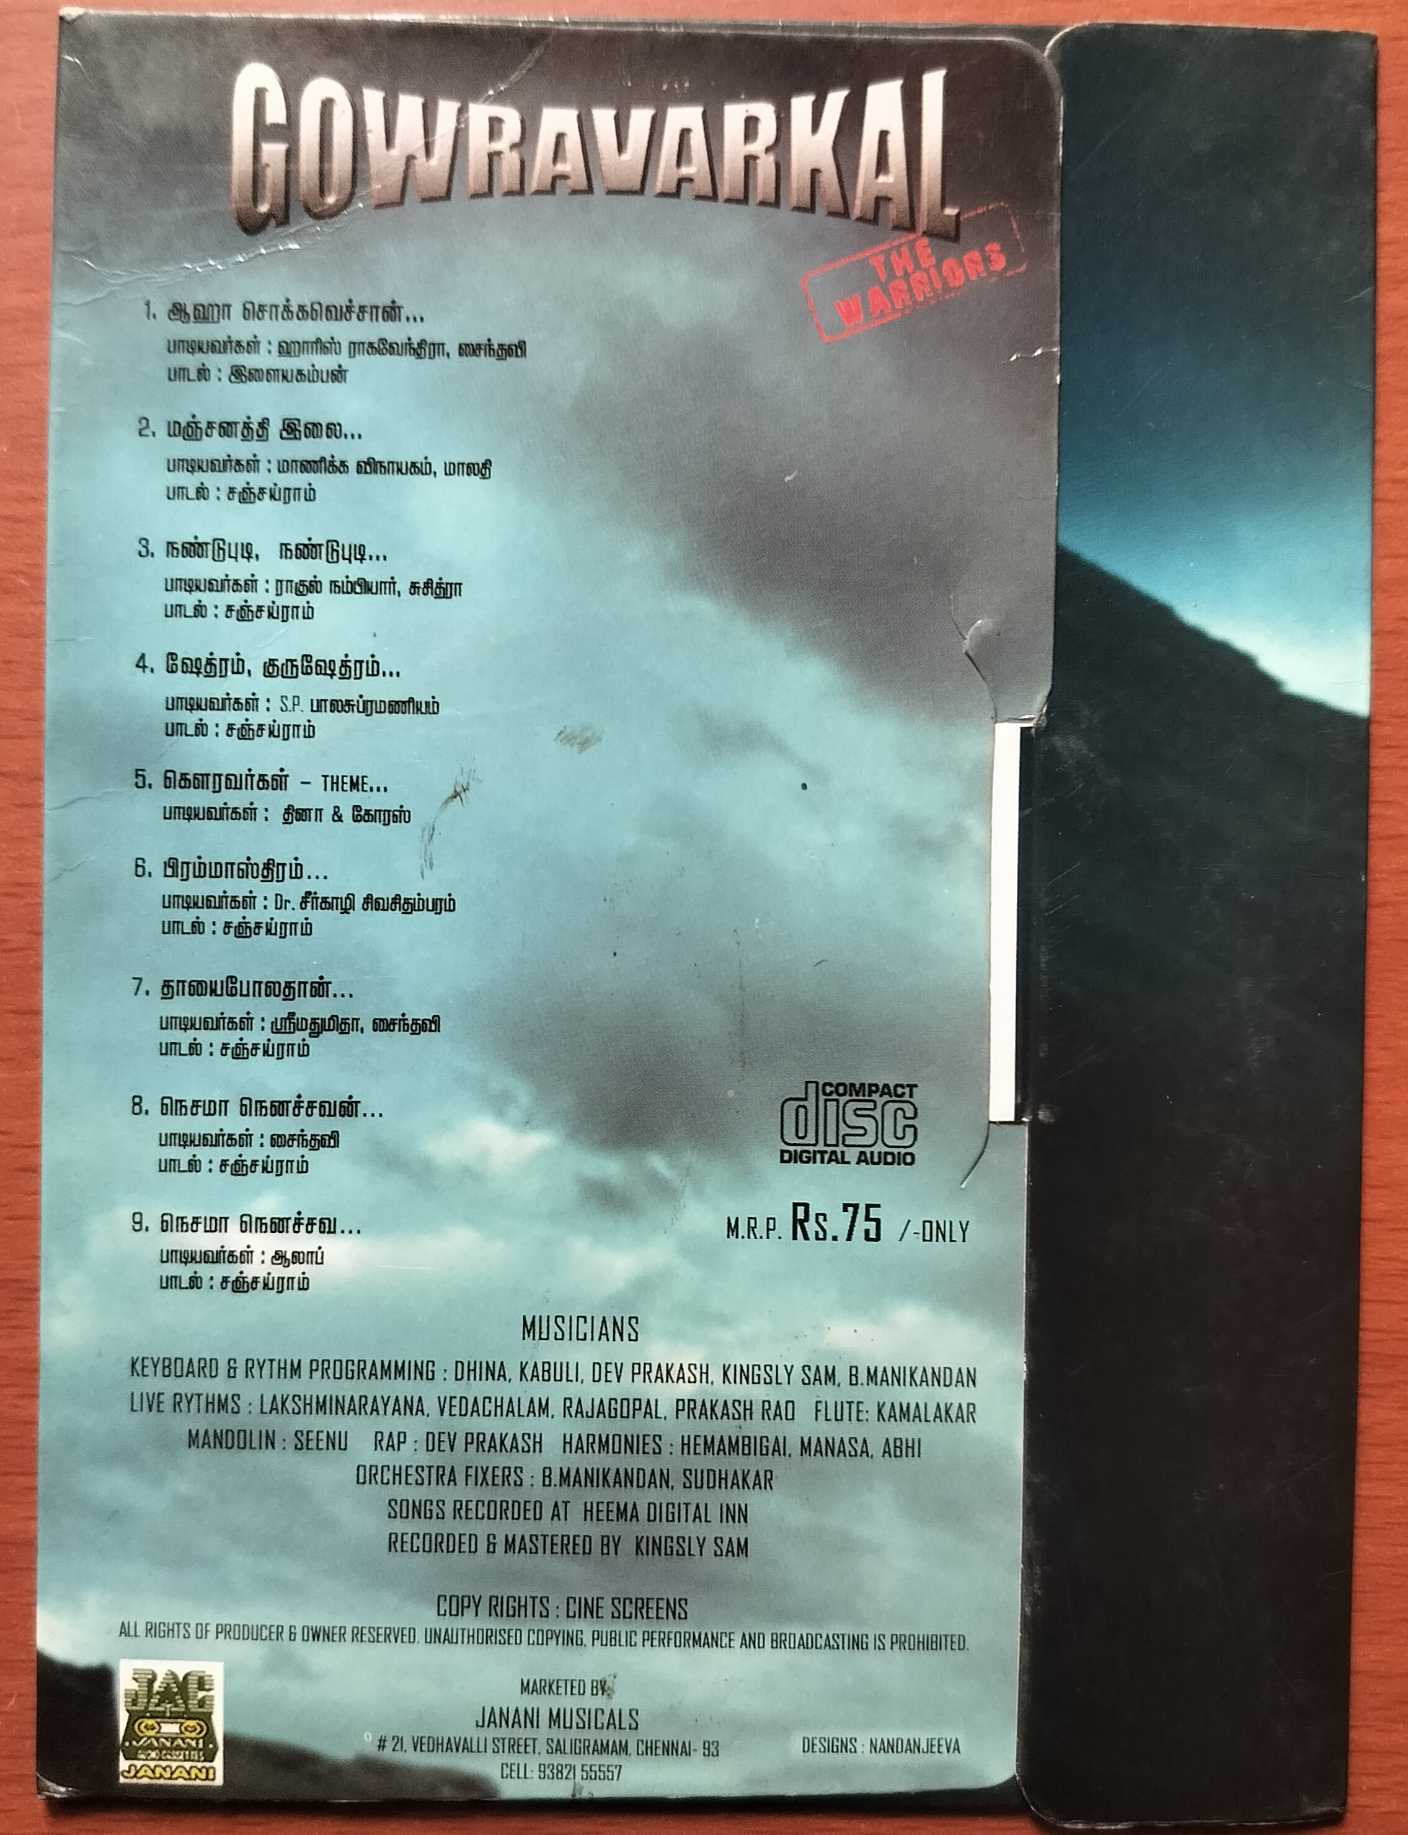 GOWRAVARKAL
THE
WARRIORS
1. ஆஹா சொக்கவெச்சான்...
பாடியவர்கள் : ஹாரிஸ் ராகவேந்திரா, சைந்தவி
பாடல் : இளையகம்பன்
2. மஞ்சனத்தி இலை...
பாடியவர்கள் : மாணிக்க விநாயகம், மாலதி
பாடல் : சஞ்சய்ராம்
3. நண்டுபுடி, நண்டுபுடி...
பாடியவர்கள் : ராகுல் நம்பியார், சுசித்ரா
பாடல் : சஞ்சய்ராம்
4. ஷேத்ரம், குருஷேத்ரம்...
பாடியவர்கள் : S.P. பாலசுப்ரமணியம்
பாடல் : சஞ்சய்ராம்
5. கௌரவர்கள் – THEME...
பாடியவர்கள் : தினா & கோரஸ்
6. பிரம்மாஸ்திரம்...
பாடியவர்கள் : Dr. சீர்காழி சிவசிதம்பரம்
பாடல் : சஞ்சய்ராம்
7. தாயைபோலதான்...
பாடியவர்கள் : ஸ்ரீமதுமிதா, சைந்தவி
பாடல் : சஞ்சய்ராம்
8. நெசமா நெனச்சவன்...
பாடியவர்கள் : சைந்தவி
பாடல் : சஞ்சய்ராம்
9. நெசமா நெனச்சவ...
பாடியவர்கள் : ஆலாப்
பாடல் : சஞ்சய்ராம்
COMPACT
disc
DIGITAL AUDIO
M.R.P. Rs.75 /-ONLY
MUSICIANS
KEYBOARD & RYTHM PROGRAMMING : DHINA, KABULI, DEV PRAKASH, KINGSLY SAM, B.MANIKANDAN
LIVE RYTHMS : LAKSHMINARAYANA, VEDACHALAM, RAJAGOPAL, PRAKASH RAO FLUTE: KAMALAKAR
MANDOLIN : SEENU RAP : DEV PRAKASH HARMONIES : HEMAMBIGAI, MANASA, ABHI
ORCHESTRA FIXERS : B.MANIKANDAN, SUDHAKAR
SONGS RECORDED AT HEEMA DIGITAL INN
RECORDED & MASTERED BY KINGSLY SAM
COPY RIGHTS : CINE SCREENS
ALL RIGHTS OF PRODUCER & OWNER RESERVED. UNAUTHORISED COPYING, PUBLIC PERFORMANCE AND BROADCASTING IS PROHIBITED.
MARKETED BY
JANANI MUSICALS
# 21, VEDHAVALLI STREET, SALIGRAMAM, CHENNAI- 93
CELL: 93821 55557
DESIGNS : NANDANJEEVA
JAC
JANANI
AUDIO CASSETTES
JANANI